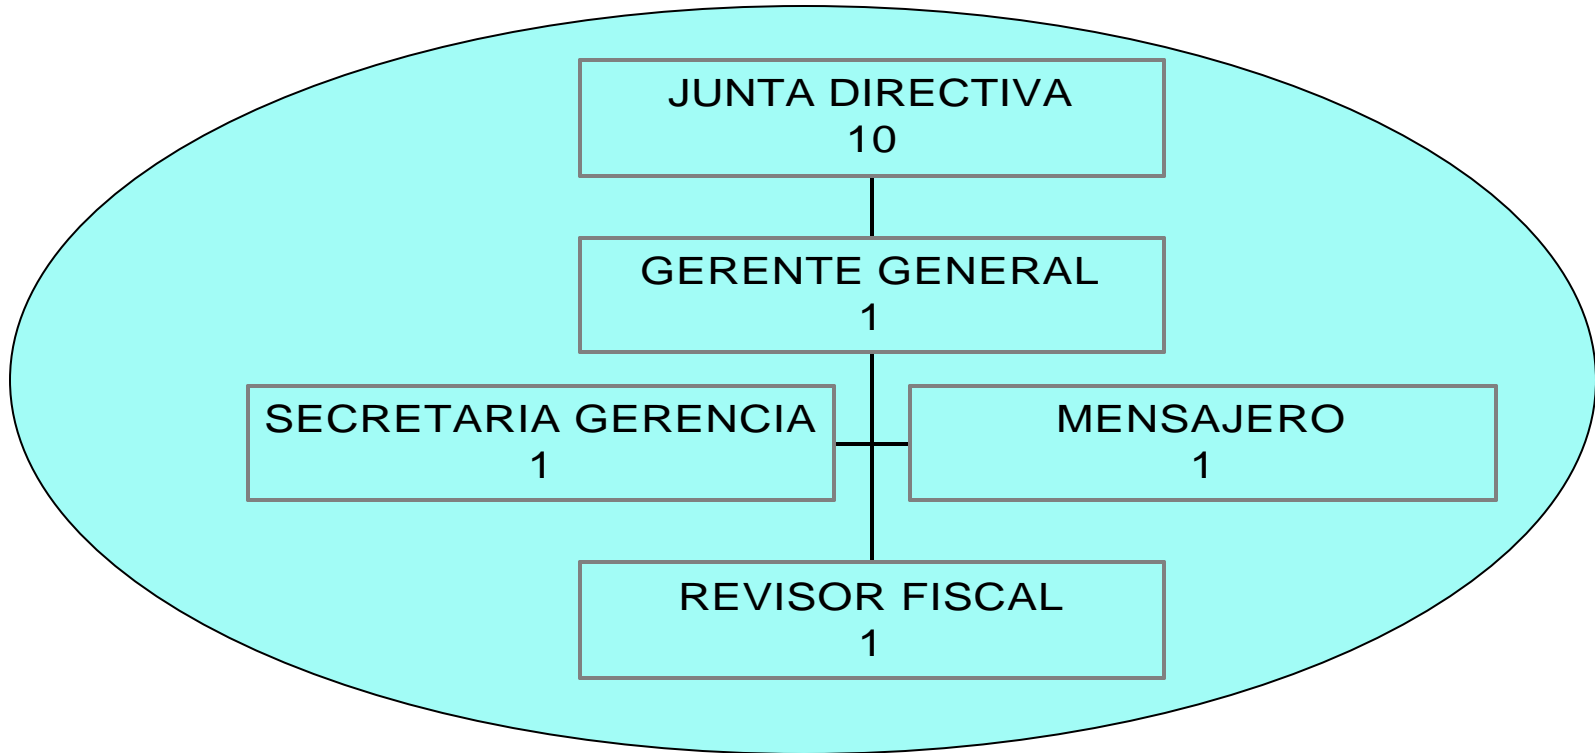 JUNTA DIRECTIVA
10
GERENTE GENERAL
1
SECRETARIA GERENCIA
1
MENSAJERO
1
REVISOR FISCAL
1